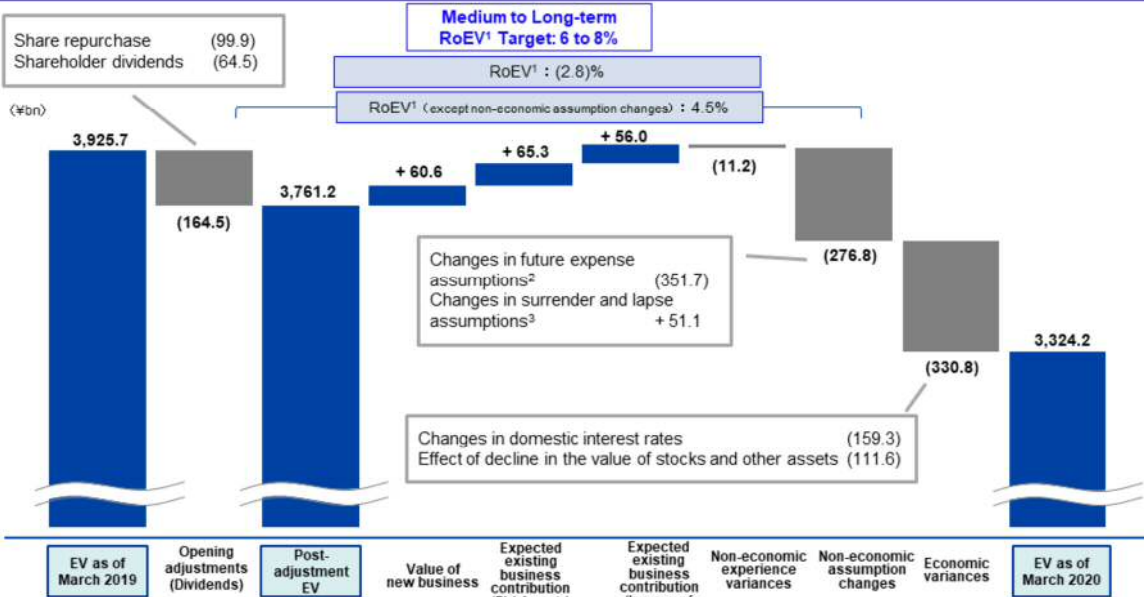 Medium to Long-term
RoEV¹ Target: 6 to 8%
Share repurchase (99.9)
Shareholder dividends (64.5)
RoEV¹ : (2.8)%
RoEV¹ (except non-economic assumption changes) : 4.5%
(¥bn)
3,925.7
(164.5)
3,761.2
+ 60.6
+ 65.3
+ 56.0
(11.2)
(276.8)
(330.8)
3,324.2
Changes in future expense
assumptions² (351.7)
Changes in surrender and lapse
assumptions³ + 51.1
Changes in domestic interest rates (159.3)
Effect of decline in the value of stocks and other assets (111.6)
EV as of
March 2019
Opening
adjustments
(Dividends)
Post-
adjustment
EV
Value of
new business
Expected
existing
business
contribution
Expected
existing
business
contribution
Non-economic
experience
variances
Non-economic
assumption
changes
Economic
variances
EV as of
March 2020